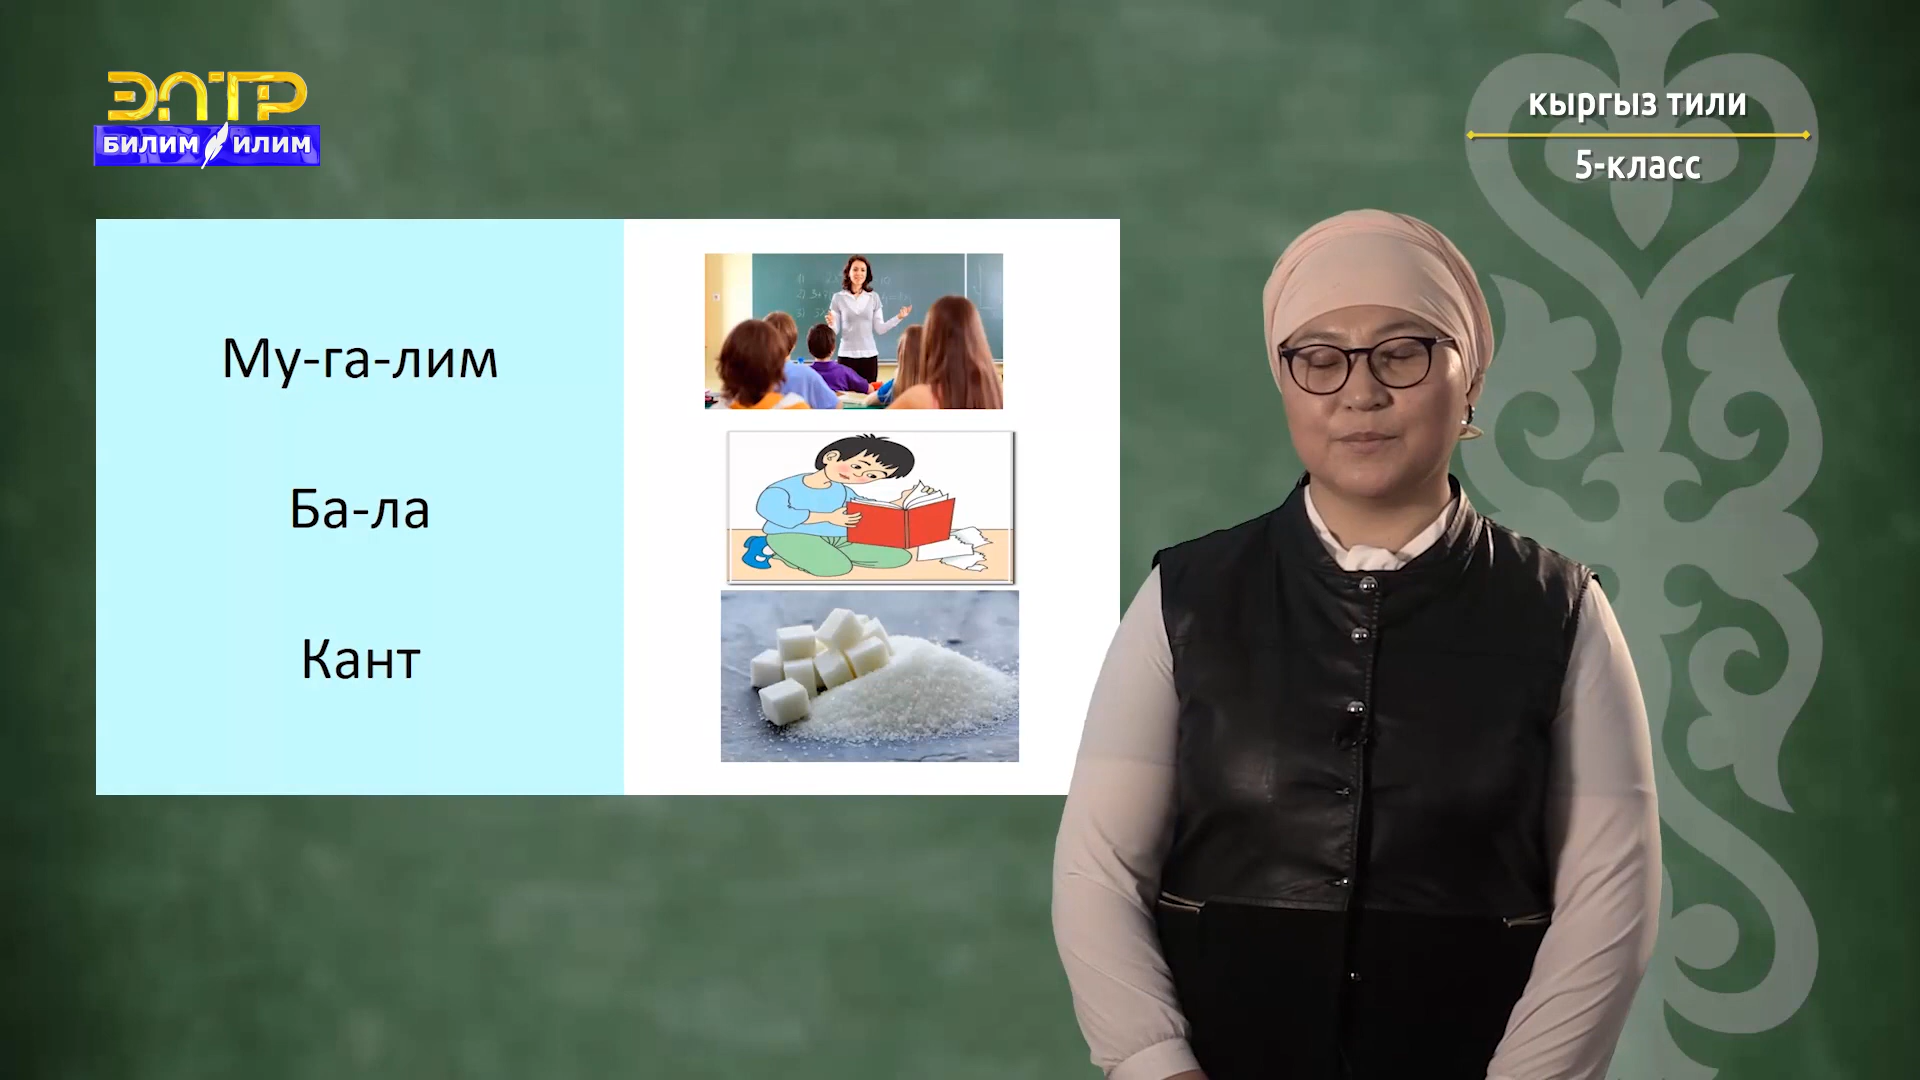 ЭЛТР
БИЛИМ ИЛИМ
кыргыз тили
5-класс
Му-га-лим
Ба-ла
Кант